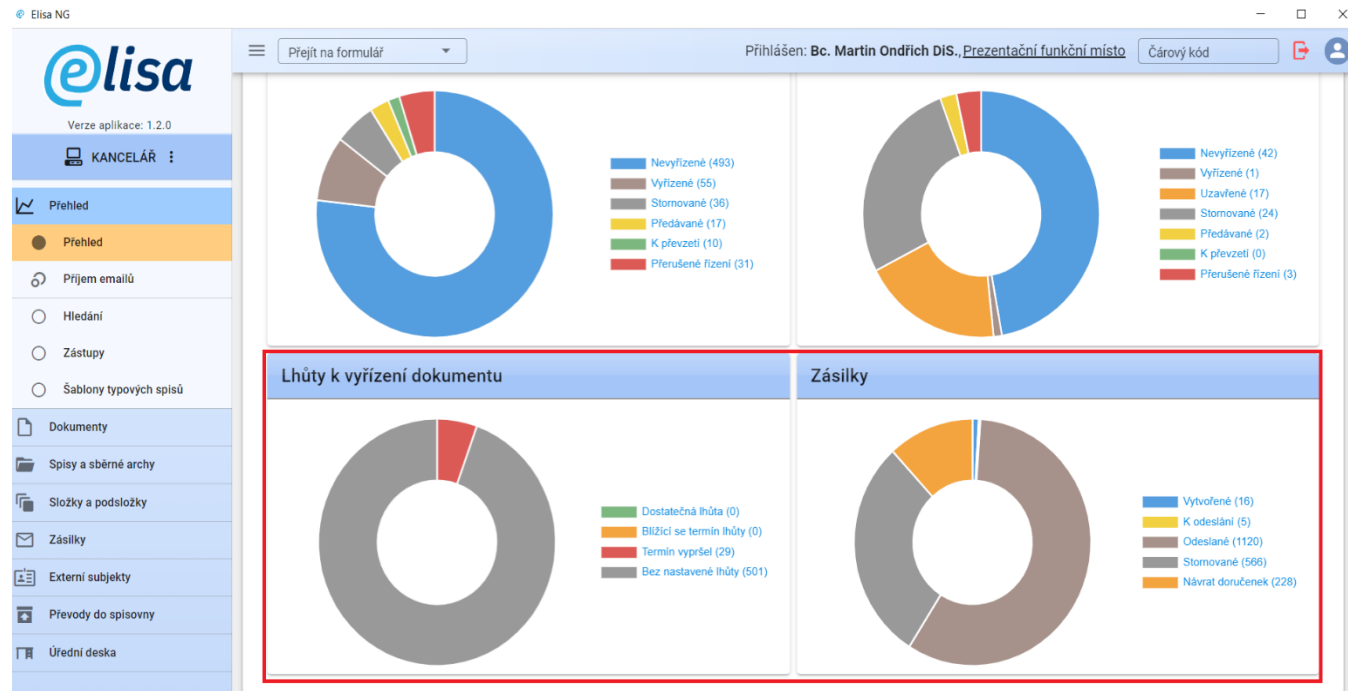 Elisa NG
elisa
Verze aplikace: 1.2.0
KANCELÁŘ
Přehled
Přehled
Příjem emailů
Hledání
Zástupy
Šablony typových spisů
Dokumenty
Spisy a sběrné archy
Složky a podsložky
Zásilky
Externí subjekty
Převody do spisovny
Úřední deska
Přejít na formulář
Přihlášen: Bc. Martin Ondřich DiS., Prezentační funkční místo
Čárový kód
Nevyřízené (493)
Vyřízené (55)
Stornované (36)
Předávané (17)
K převzetí (10)
Přerušené řízení (31)
Nevyřízené (42)
Vyřízené (1)
Uzavřené (17)
Stornované (24)
Předávané (2)
K převzetí (0)
Přerušené řízení (3)
Lhůty k vyřízení dokumentu
Dostatečná lhůta (0)
Blížící se termín lhůty (0)
Termín vypršel (29)
Bez nastavené lhůty (501)
Zásilky
Vytvořené (16)
K odeslání (5)
Odeslané (1120)
Stornované (566)
Návrat doručenek (228)